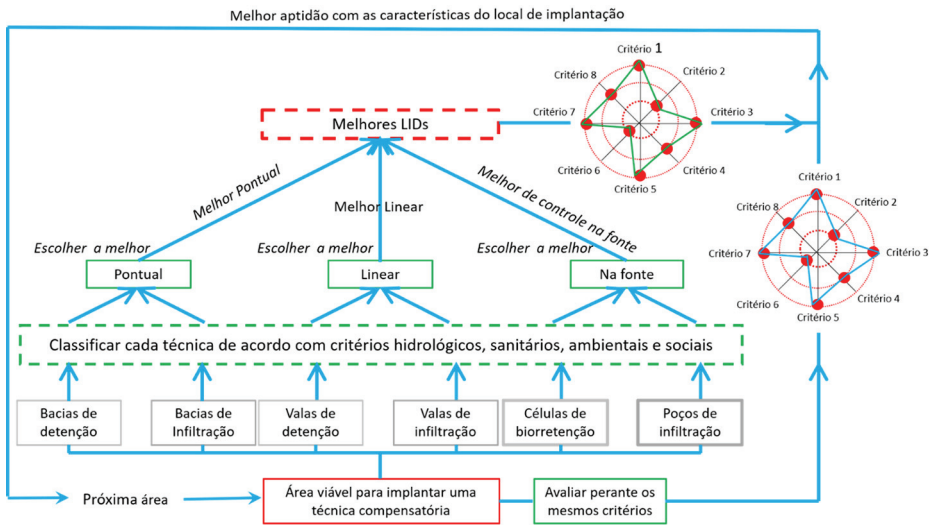 Melhor aptidão com as características do local de implantação
Critério 1
Critério 2
Critério 3
Critério 4
Critério 5
Critério 6
Critério 7
Critério 8
Melhores LIDs
Melhor Pontual
Melhor Linear
Melhor de controle na fonte
Critério 1
Critério 2
Critério 3
Critério 4
Critério 5
Critério 6
Critério 7
Critério 8
Escolher a melhor
Escolher a melhor
Escolher a melhor
Pontual
Linear
Na fonte
Classificar cada técnica de acordo com critérios hidrológicos, sanitários, ambientais e sociais
Bacias de
detenção
Bacias de
Infiltração
Valas de
detenção
Valas de
infiltração
Células de
biorretenção
Poços de
infiltração
Próxima área
Área viável para implantar uma
técnica compensatória
Avaliar perante os
mesmos critérios